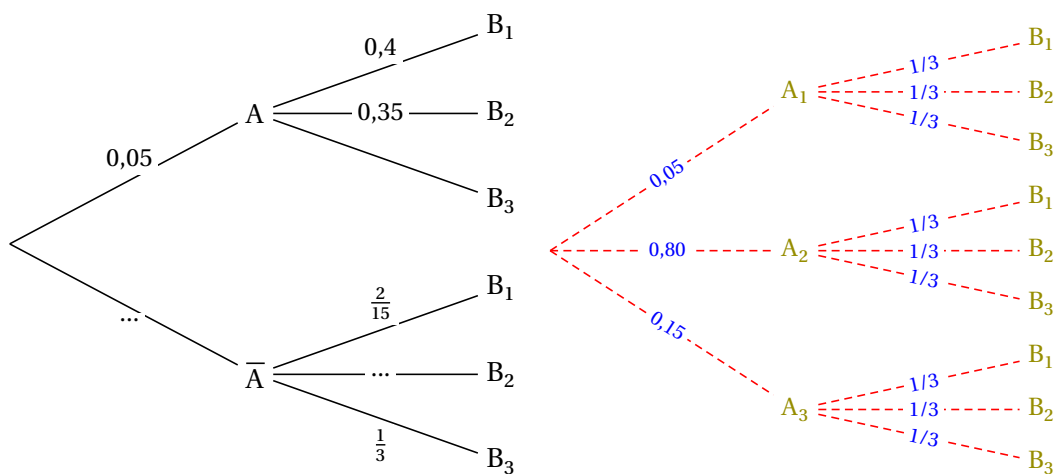 B₁
0,4
A
0,35
B₂
0,05
B₃
B₁
2/15
...
A̅
...
B₂
1/3
B₃
B₁
1/3
A₁
1/3
B₂
1/3
B₃
0,05
B₁
1/3
0,80
A₂
1/3
B₂
1/3
B₃
0,15
B₁
1/3
A₃
1/3
B₂
1/3
B₃